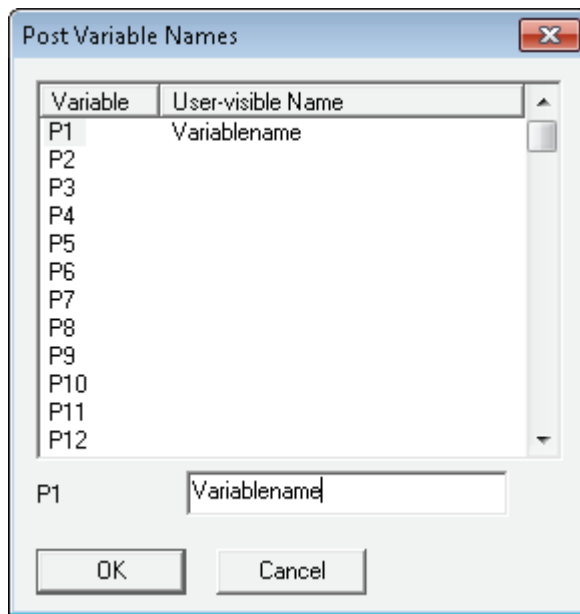 Post Variable Names
Variable User-visible Name
P1 Variablename
P2
P3
P4
P5
P6
P7
P8
P9
P10
P11
P12
P1 Variablename
OK Cancel